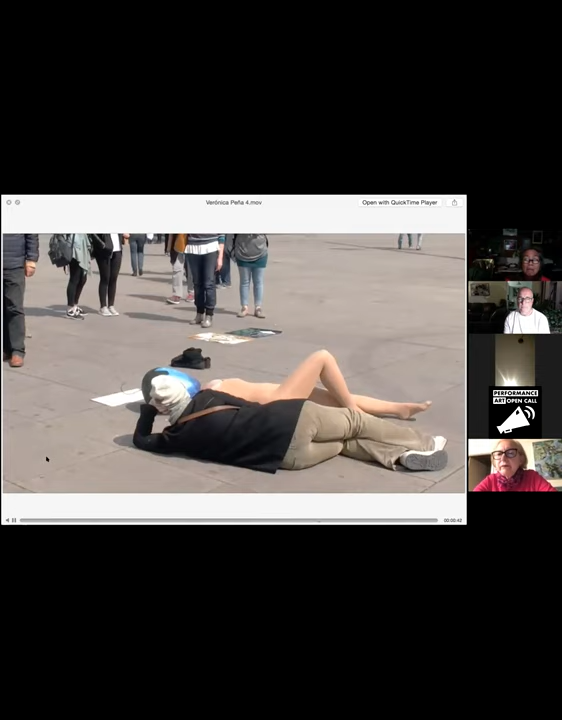 Verónica Peña 4.mov
Open with QuickTime Player
00:00:42
PERFORMANCE
ART OPEN CALL